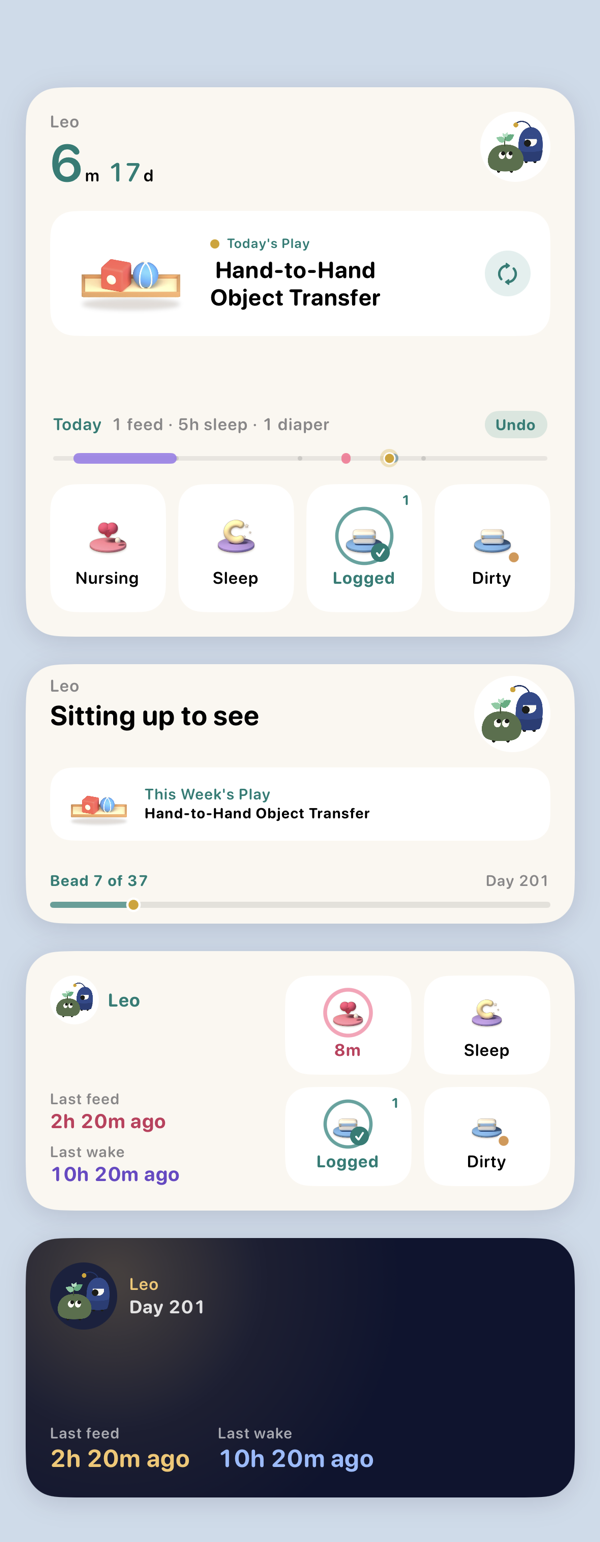 Leo
6m 17d
Today's Play
Hand-to-Hand
Object Transfer
Today 1 feed · 5h sleep · 1 diaper
Undo
1
Nursing
Sleep
Logged
Dirty
Leo
Sitting up to see
This Week's Play
Hand-to-Hand Object Transfer
Bead 7 of 37
Day 201
Leo
8m
Sleep
Last feed
2h 20m ago
Last wake
10h 20m ago
1
Logged
Dirty
Leo
Day 201
Last feed
2h 20m ago
Last wake
10h 20m ago